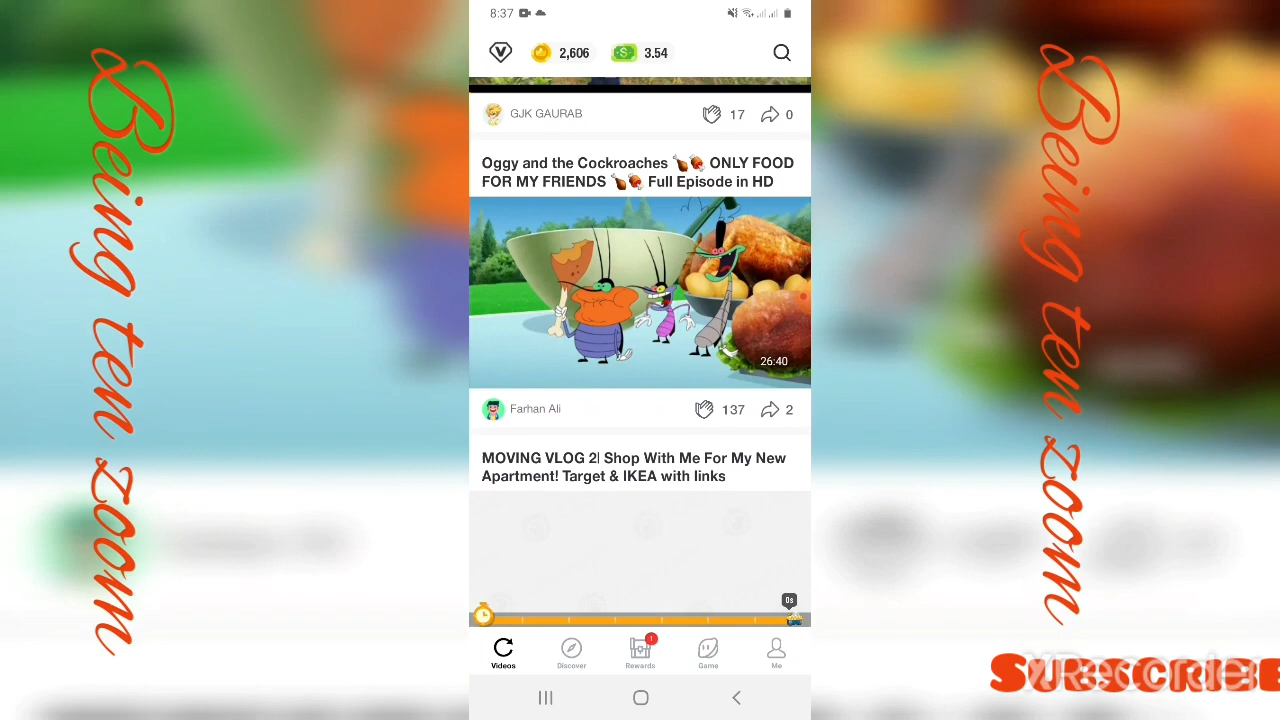 8:37
2,606
3.54
GJK GAURAB
17
0
Oggy and the Cockroaches 🍗🍖 ONLY FOOD
FOR MY FRIENDS 🍗🍖 Full Episode in HD
26:40
Farhan Ali
137
2
MOVING VLOG 2| Shop With Me For My New
Apartment! Target & IKEA with links
0s
1
Videos
Discover
Rewards
Game
Me
Being ten zoom
Being ten zoom
XRecorder
SUBSCRIBE